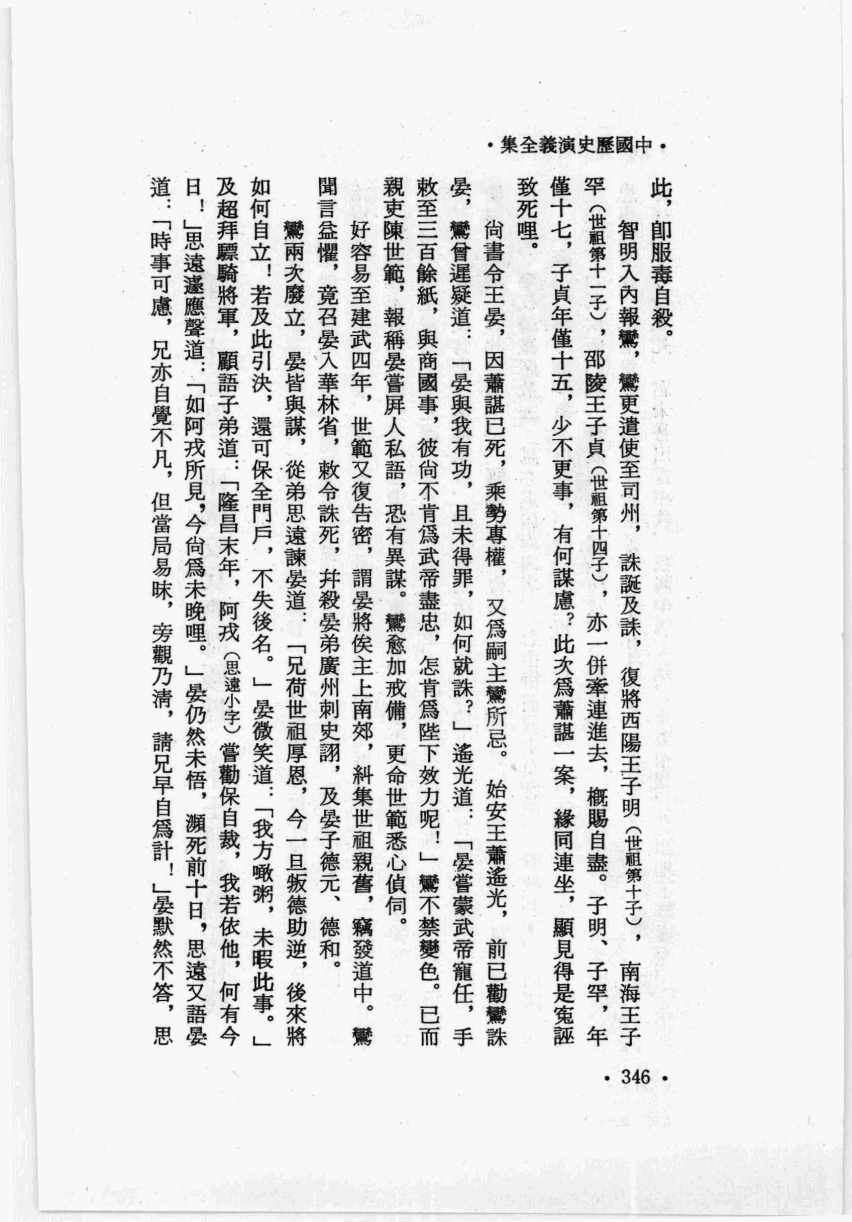 ·中國歷史演義全集·
此，卽服毒自殺。
智明入內報鸞，鸞更遣使至司州，誅誕及誄，復將西陽王子明（世祖第十子），南海王子
罕（世祖第十一子），邵陵王子貞（世祖第十四子），亦一併牽連進去，概賜自盡。子明、子罕，年
僅十七，子貞年僅十五，少不更事，有何謀慮？此次爲蕭諶一案，緣同連坐，顯見得是寃誣
致死哩。
尙書令王晏，因蕭諶已死，乘勢專權，又爲嗣主鸞所忌。始安王蕭遙光，前已勸鸞誅
晏，鸞曾遲疑道：「晏與我有功，且未得罪，如何就誅？」遙光道：「晏嘗蒙武帝寵任，手
敕至三百餘紙，與商國事，彼尙不肯爲武帝盡忠，怎肯爲陛下效力呢！」鸞不禁變色。已而
親吏陳世範，報稱晏嘗屛人私語，恐有異謀。鸞愈加戒備，更命世範悉心偵伺。
好容易至建武四年，世範又復告密，謂晏將俟主上南郊，糾集世祖親舊，竊發道中。鸞
聞言益懼，竟召晏入華林省，敕令誅死，幷殺晏弟廣州刺史詡，及晏子德元、德和。
鸞兩次廢立，晏皆與謀，從弟思遠諫晏道：「兄荷世祖厚恩，今一旦叛德助逆，後來將
如何自立！若及此引決，還可保全門戶，不失後名。」晏微笑道：「我方噉粥，未暇此事。」
及超拜驃騎將軍，顧語子弟道：「隆昌末年，阿戎（思遠小字）嘗勸保自裁，我若依他，何有今
日！」思遠遽應聲道：「如阿戎所見，今尙爲未晚哩。」晏仍然未悟，瀕死前十日，思遠又語晏
道：「時事可慮，兄亦自覺不凡，但當局易昧，旁觀乃清，請兄早自爲計！」晏默然不答，思
·346·